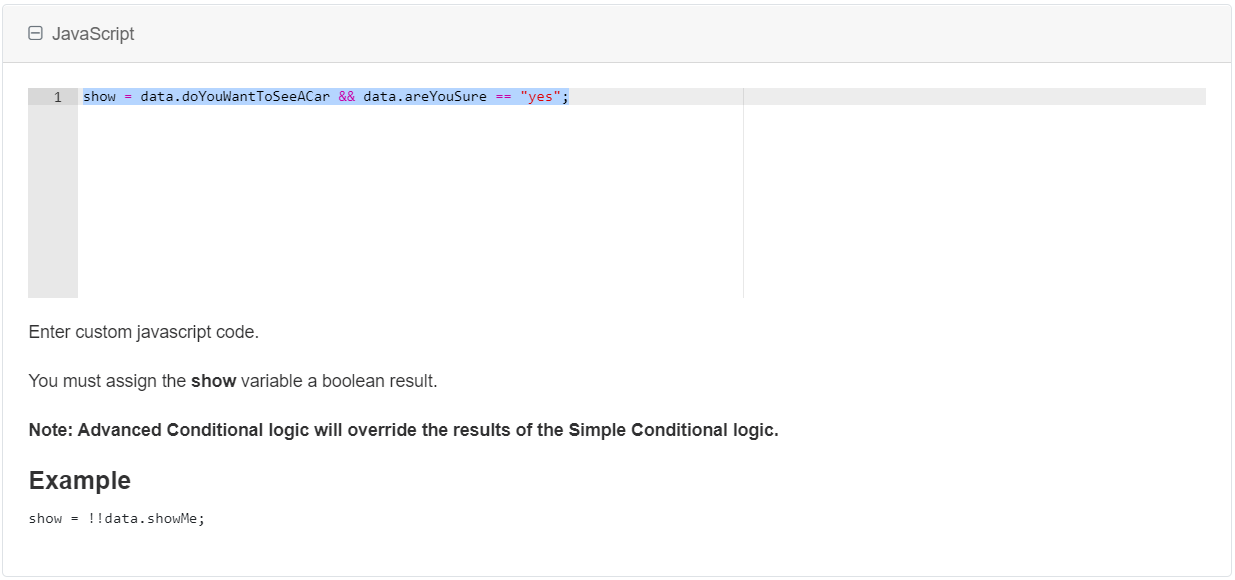 JavaScript
1 show = data.doYouWantToSeeACar && data.areYouSure == "yes";
Enter custom javascript code.
You must assign the show variable a boolean result.
Note: Advanced Conditional logic will override the results of the Simple Conditional logic.
Example
show = !!data.showMe;